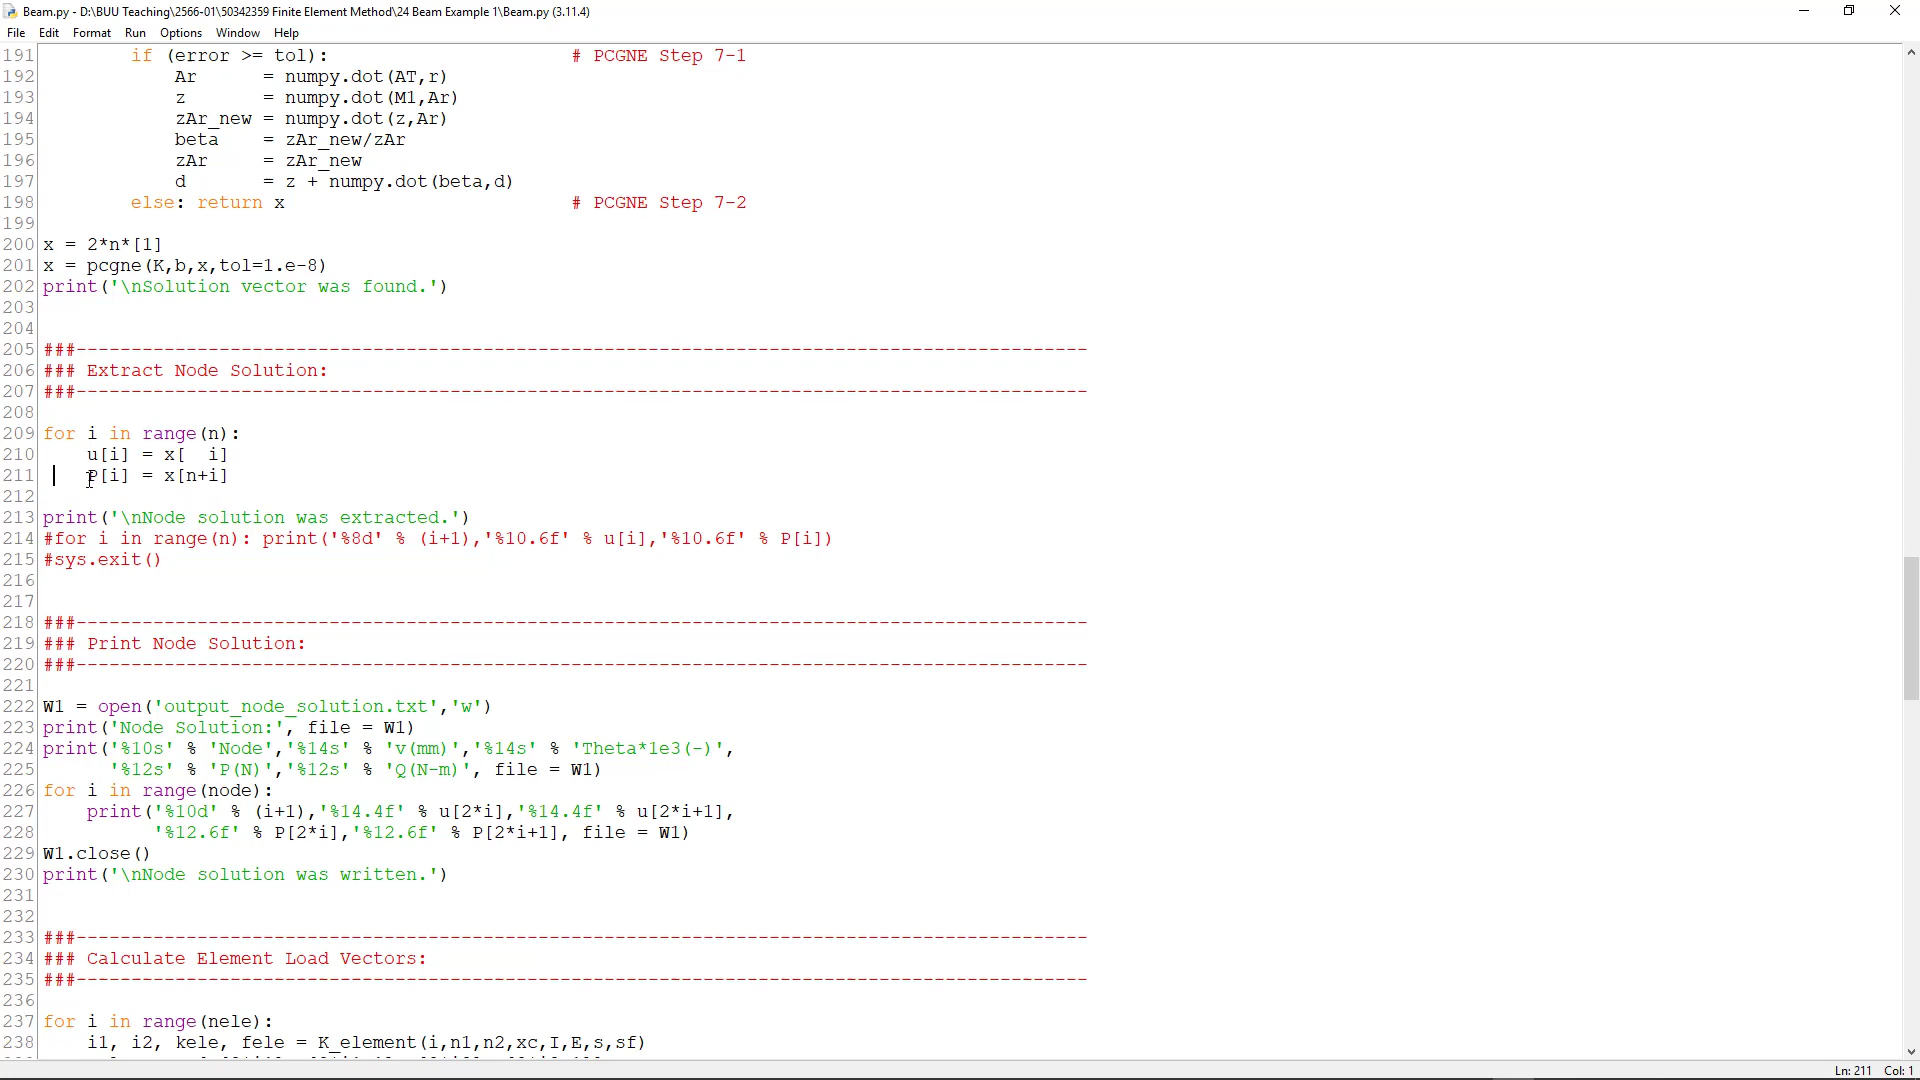 Beam.py - D:\BUU Teaching\2566-01\50342359 Finite Element Method\24 Beam Example 1\Beam.py (3.11.4)
File Edit Format Run Options Window Help
191         if (error >= tol):                      # PCGNE Step 7-1
192             Ar      = numpy.dot(AT,r)
193             z       = numpy.dot(M1,Ar)
194             zAr_new = numpy.dot(z,Ar)
195             beta    = zAr_new/zAr
196             zAr     = zAr_new
197             d       = z + numpy.dot(beta,d)
198         else: return x                          # PCGNE Step 7-2
199
200 x = 2*n*[1]
201 x = pcgne(K,b,x,tol=1.e-8)
202 print('\nSolution vector was found.')
203
204
205 ###--------------------------------------------------------------------------------------------
206 ### Extract Node Solution:
207 ###--------------------------------------------------------------------------------------------
208
209 for i in range(n):
210     u[i] = x[  i]
211     P[i] = x[n+i]
212
213 print('\nNode solution was extracted.')
214 #for i in range(n): print('%8d' % (i+1),'%10.6f' % u[i],'%10.6f' % P[i])
215 #sys.exit()
216
217
218 ###--------------------------------------------------------------------------------------------
219 ### Print Node Solution:
220 ###--------------------------------------------------------------------------------------------
221
222 W1 = open('output_node_solution.txt','w')
223 print('Node Solution:', file = W1)
224 print('%10s' % 'Node','%14s' % 'v(mm)','%14s' % 'Theta*1e3(-)',
225       '%12s' % 'P(N)','%12s' % 'Q(N-m)', file = W1)
226 for i in range(node):
227     print('%10d' % (i+1),'%14.4f' % u[2*i],'%14.4f' % u[2*i+1],
228           '%12.6f' % P[2*i],'%12.6f' % P[2*i+1], file = W1)
229 W1.close()
230 print('\nNode solution was written.')
231
232
233 ###--------------------------------------------------------------------------------------------
234 ### Calculate Element Load Vectors:
235 ###--------------------------------------------------------------------------------------------
236
237 for i in range(nele):
238     i1, i2, kele, fele = K_element(i,n1,n2,xc,I,E,s,sf)
Ln: 211 Col: 1